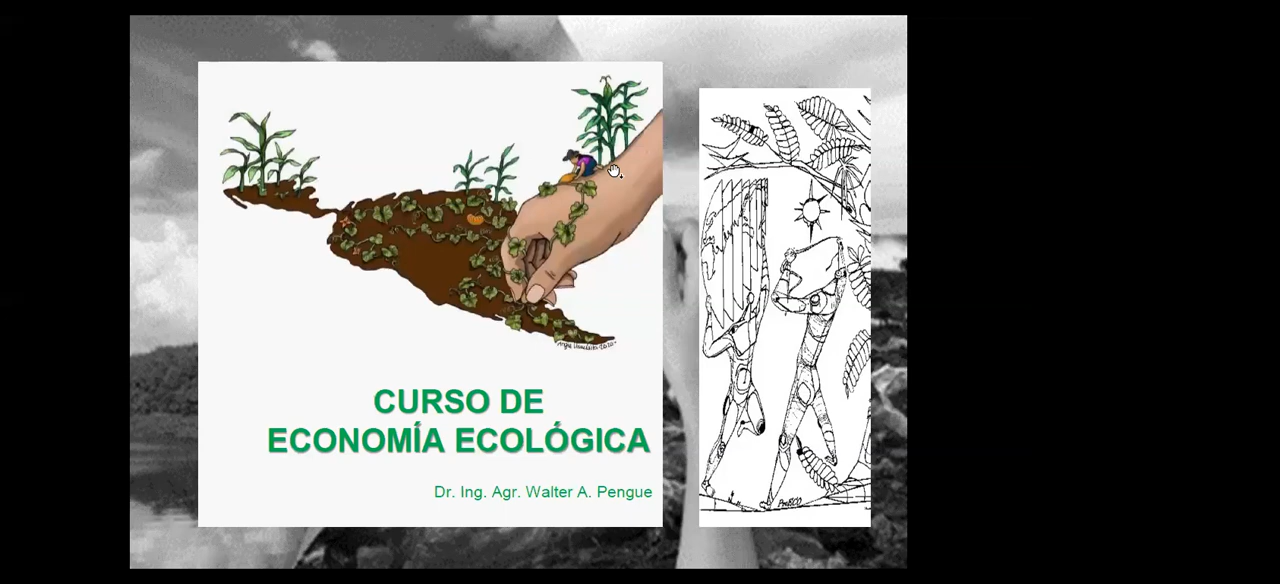 CURSO DE
ECONOMÍA ECOLÓGICA
Dr. Ing. Agr. Walter A. Pengue